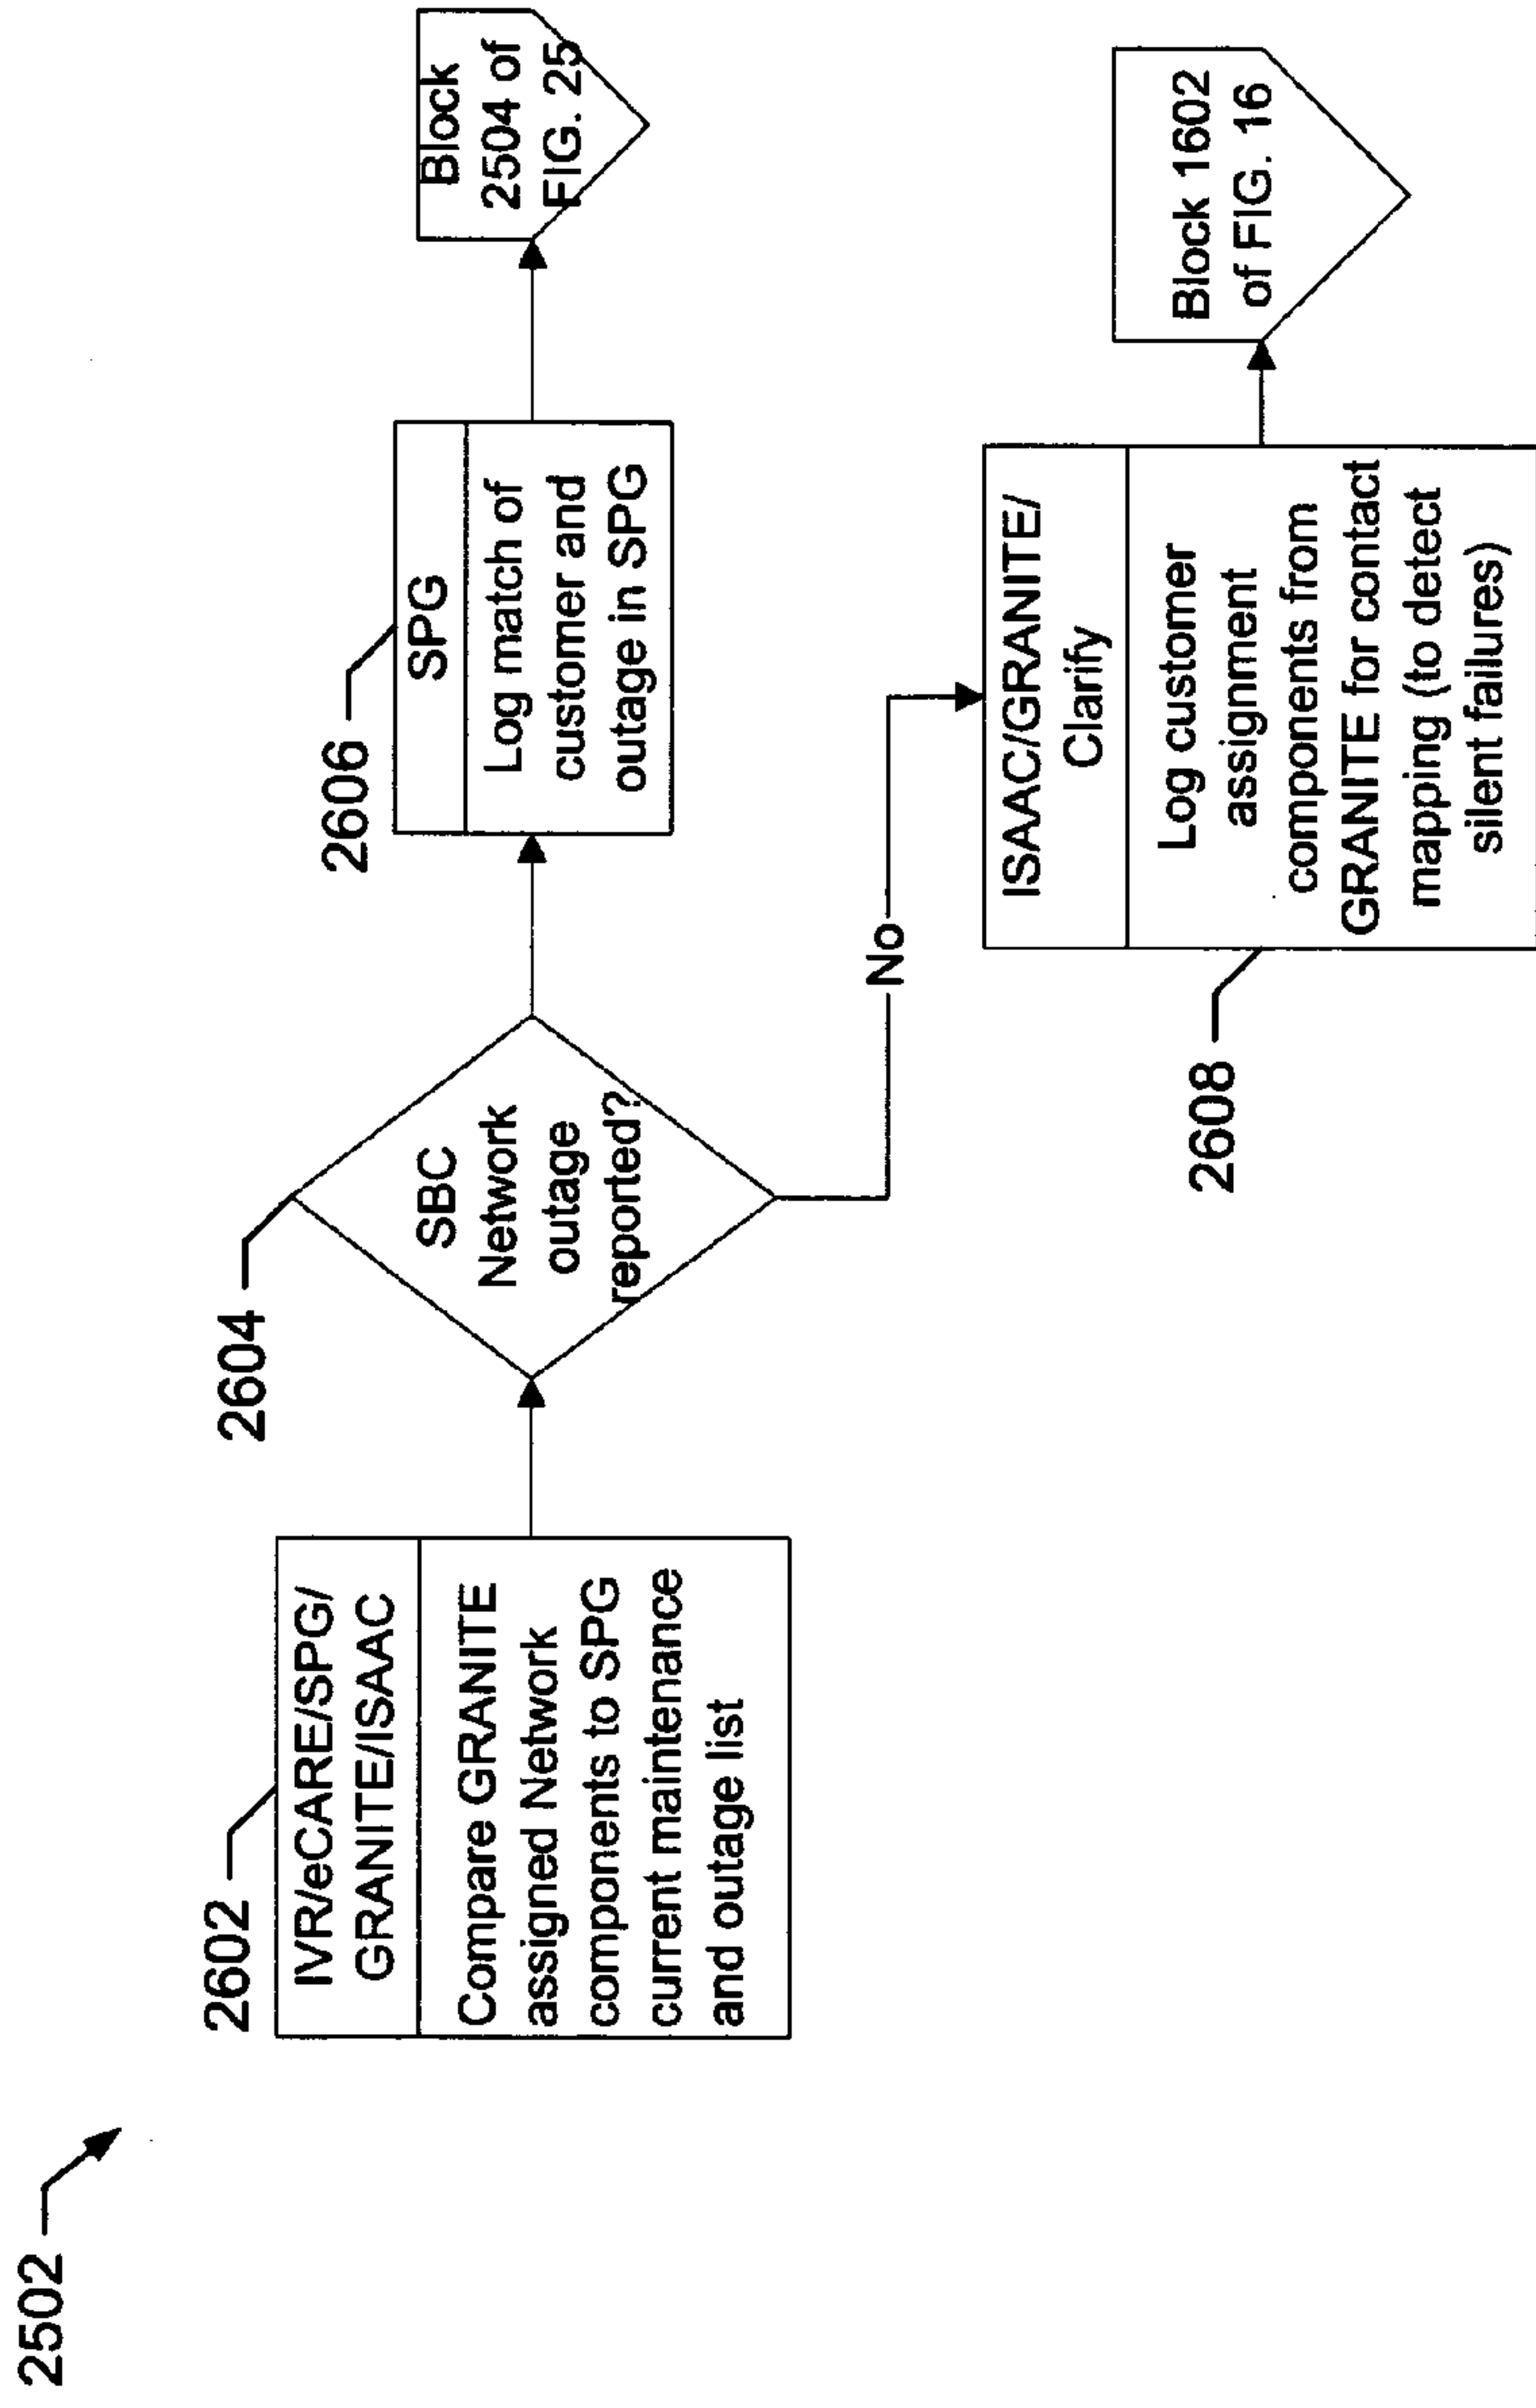 2502
2602
IVR/eCARE/SPG/
GRANITE/ISAAC
Compare GRANITE
assigned Network
components to SPG
current maintenance
and outage list
2604
SBC
Network
outage
reported?
2606
SPG
Log match of
customer and
outage in SPG
Block
2504 of
FIG. 25
No
2608
ISAAC/GRANITE/
Clarify
Log customer
assignment
components from
GRANITE for contact
mapping (to detect
silent failures)
Block 1602
of FIG. 16